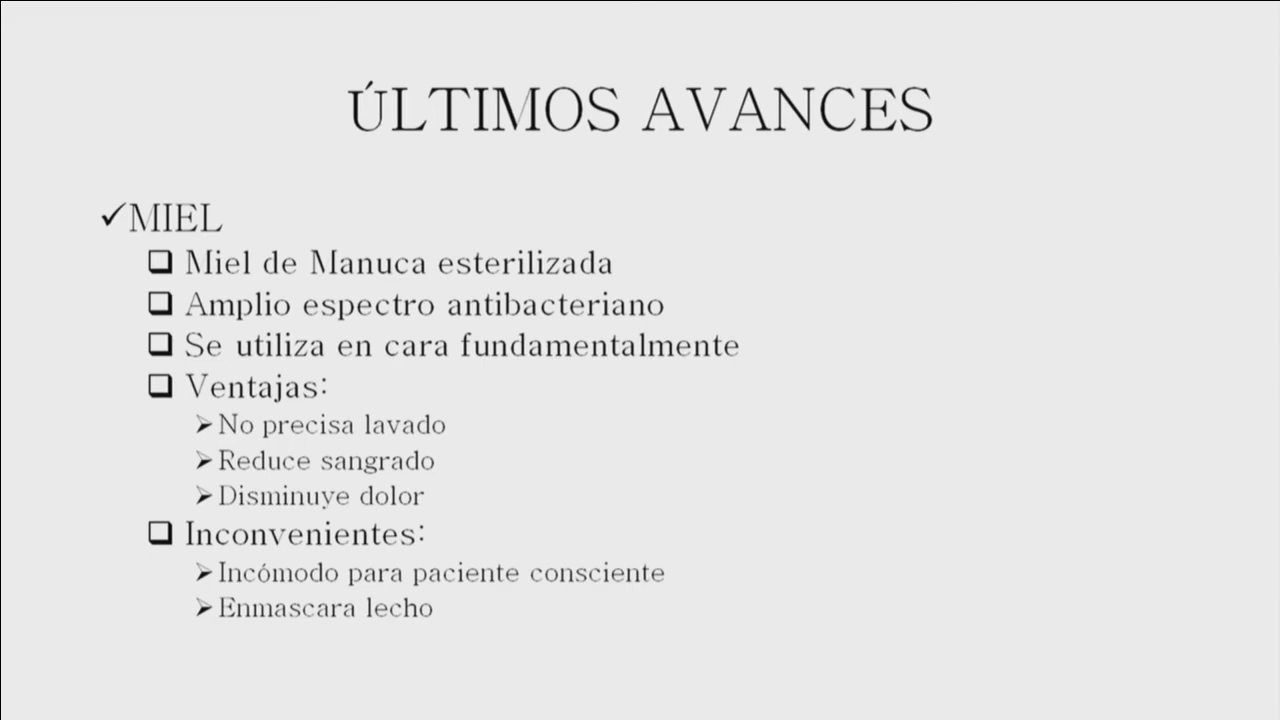 ÚLTIMOS AVANCES
✓MIEL
❑ Miel de Manuca esterilizada
❑ Amplio espectro antibacteriano
❑ Se utiliza en cara fundamentalmente
❑ Ventajas:
➢No precisa lavado
➢Reduce sangrado
➢Disminuye dolor
❑ Inconvenientes:
➢Incómodo para paciente consciente
➢Enmascara lecho